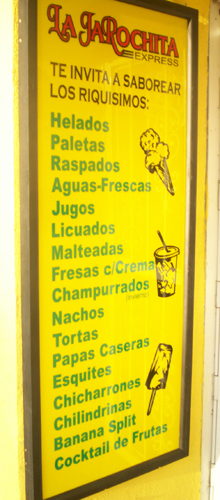 LA JAROCHITA
EXPRESS
TE INVITA A SABOREAR
LOS RIQUISIMOS:
Helados
Paletas
Raspados
Aguas-Frescas
Jugos
Licuados
Malteadas
Fresas c/Crema
Champurrados
Nachos
Tortas
Papas Caseras
Esquites
Chicharrones
Chilindrinas
Banana Split
Cocktail de Frutas